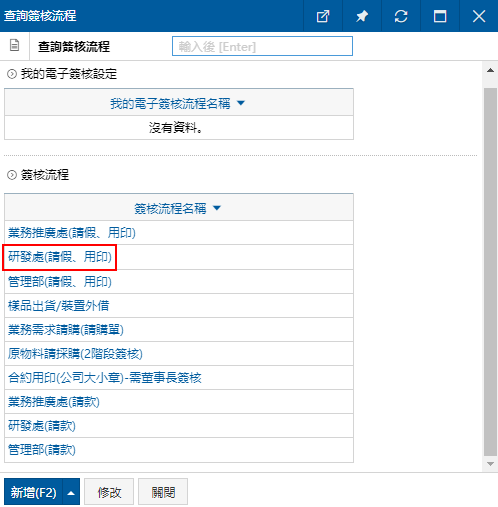 查詢簽核流程
查詢簽核流程
輸入後 [Enter]
我的電子簽核設定
我的電子簽核流程名稱
沒有資料。
簽核流程
簽核流程名稱
業務推廣處(請假、用印)
研發處(請假、用印)
管理部(請假、用印)
樣品出貨/裝置外借
業務需求請購(請購單)
原物料請採購(2階段簽核)
合約用印(公司大小章)-需董事長簽核
業務推廣處(請款)
研發處(請款)
管理部(請款)
新增(F2) 修改 關閉